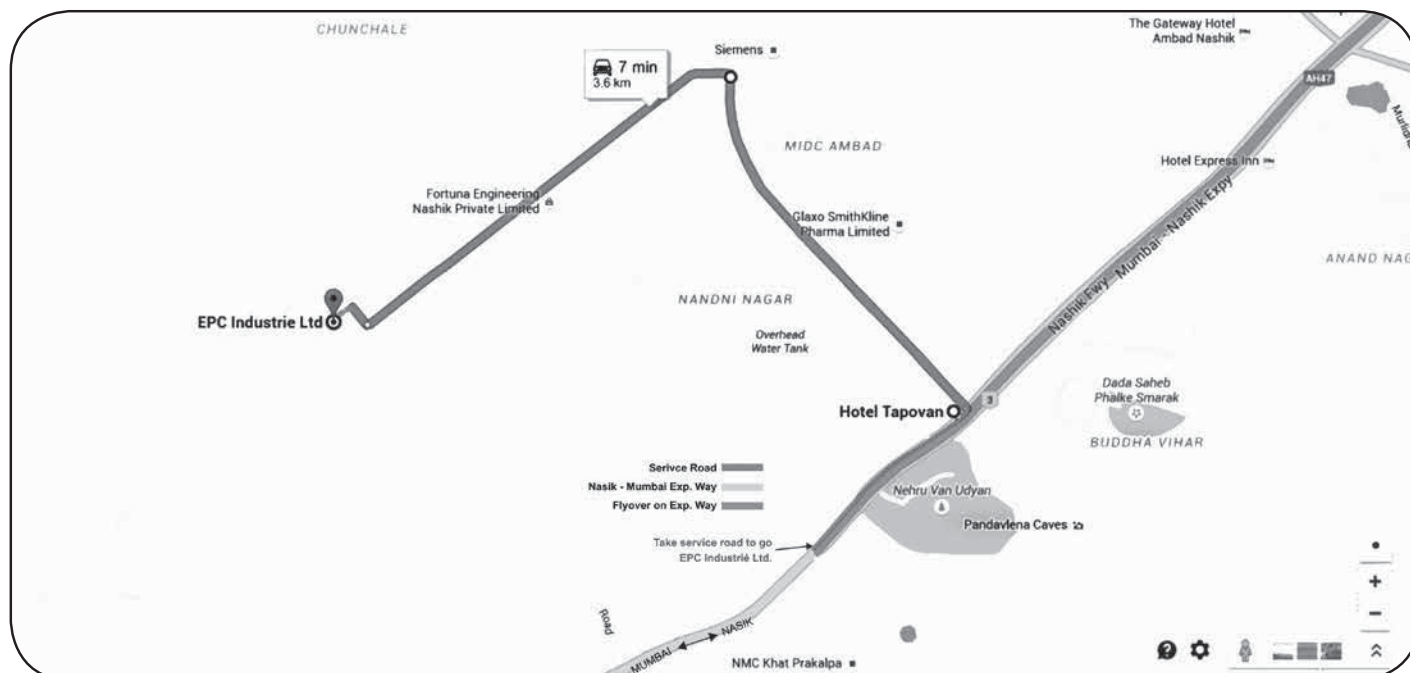 CHUNCHALE
The Gateway Hotel
Ambad Nashik
Siemens
7 min
3.6 km
AH47
MIDC AMBAD
Hotel Express Inn
Fortuna Engineering
Nashik Private Limited
Glaxo SmithKline
Pharma Limited
Nashik Fwy Mumbai - Nashik Expy
NANDNI NAGAR
EPC Industrie Ltd
Overhead
Water Tank
Dada Saheb
Phalke Smarak
3
Hotel Tapovan
BUDDHA VIHAR
Serivce Road
Nasik - Mumbai Exp. Way
Flyover on Exp. Way
Nehru Van Udyan
Pandavlena Caves
Take service road to go
EPC Industrié Ltd.
Road
MUMBAI NASIK
NMC Khat Prakalpa